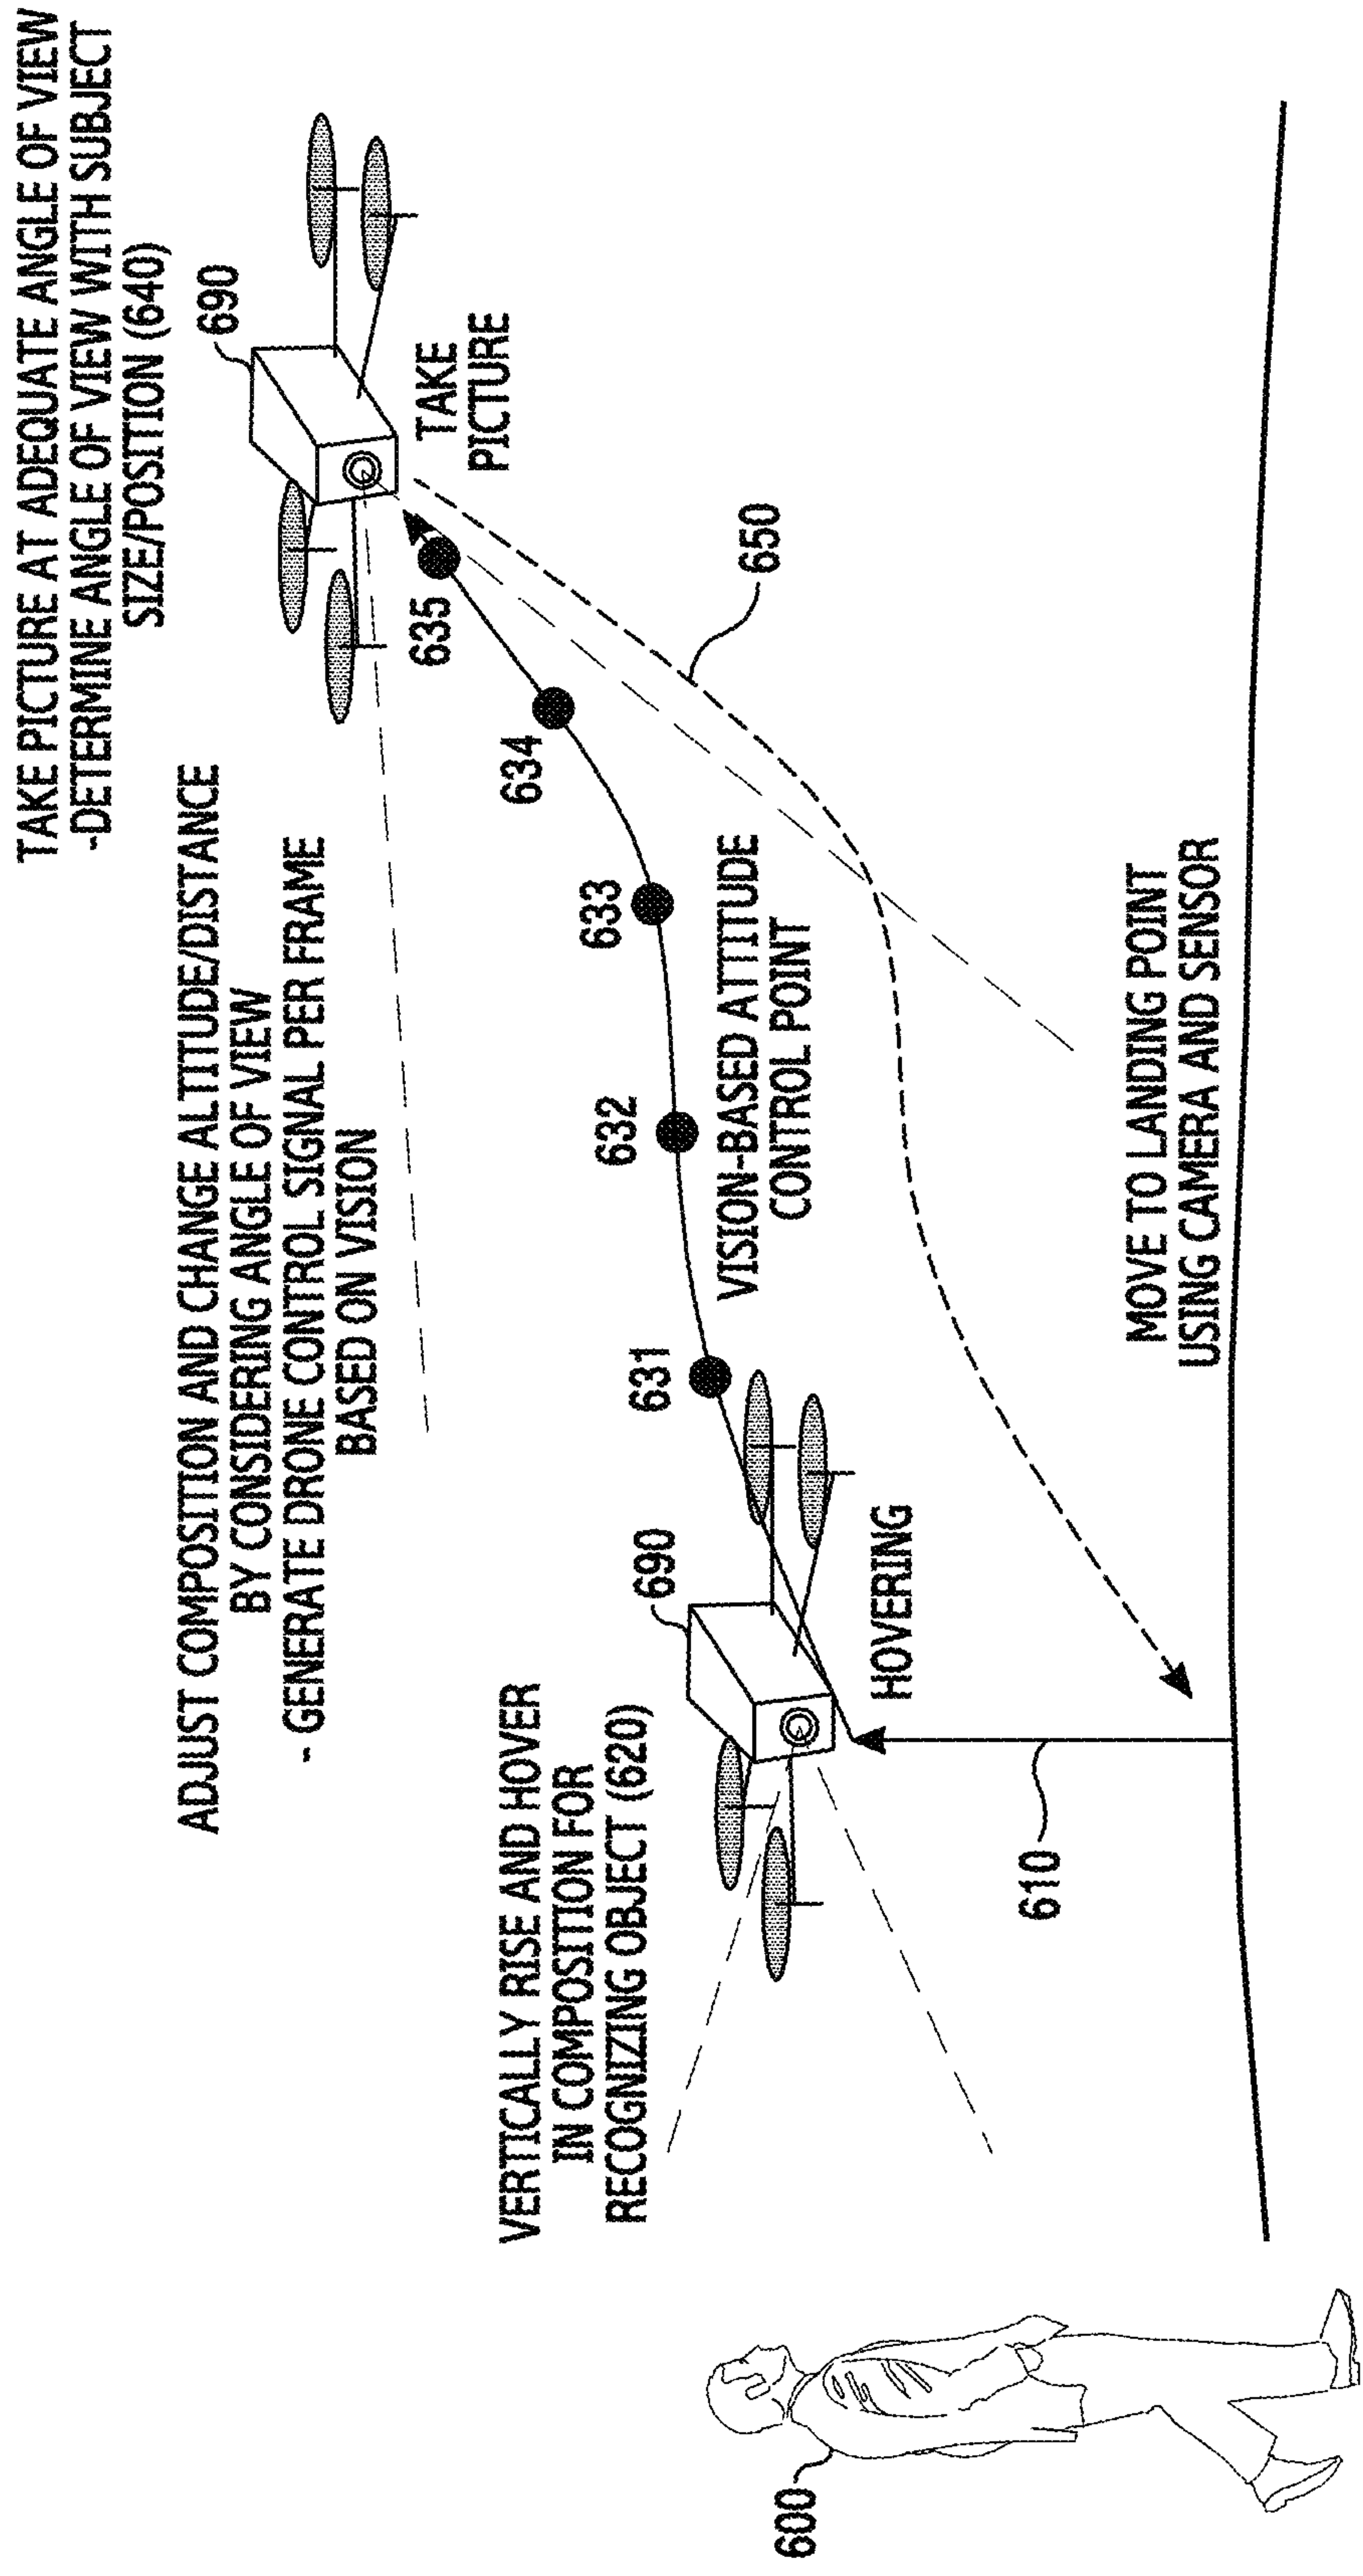 TAKE PICTURE AT ADEQUATE ANGLE OF VIEW
-DETERMINE ANGLE OF VIEW WITH SUBJECT
SIZE/POSITION (640)
690
TAKE
PICTURE
ADJUST COMPOSITION AND CHANGE ALTITUDE/DISTANCE
BY CONSIDERING ANGLE OF VIEW
- GENERATE DRONE CONTROL SIGNAL PER FRAME
BASED ON VISION
635
634
633
632
631
650
VISION-BASED ATTITUDE
CONTROL POINT
VERTICALLY RISE AND HOVER
IN COMPOSITION FOR
RECOGNIZING OBJECT (620)
690
HOVERING
610
MOVE TO LANDING POINT
USING CAMERA AND SENSOR
600